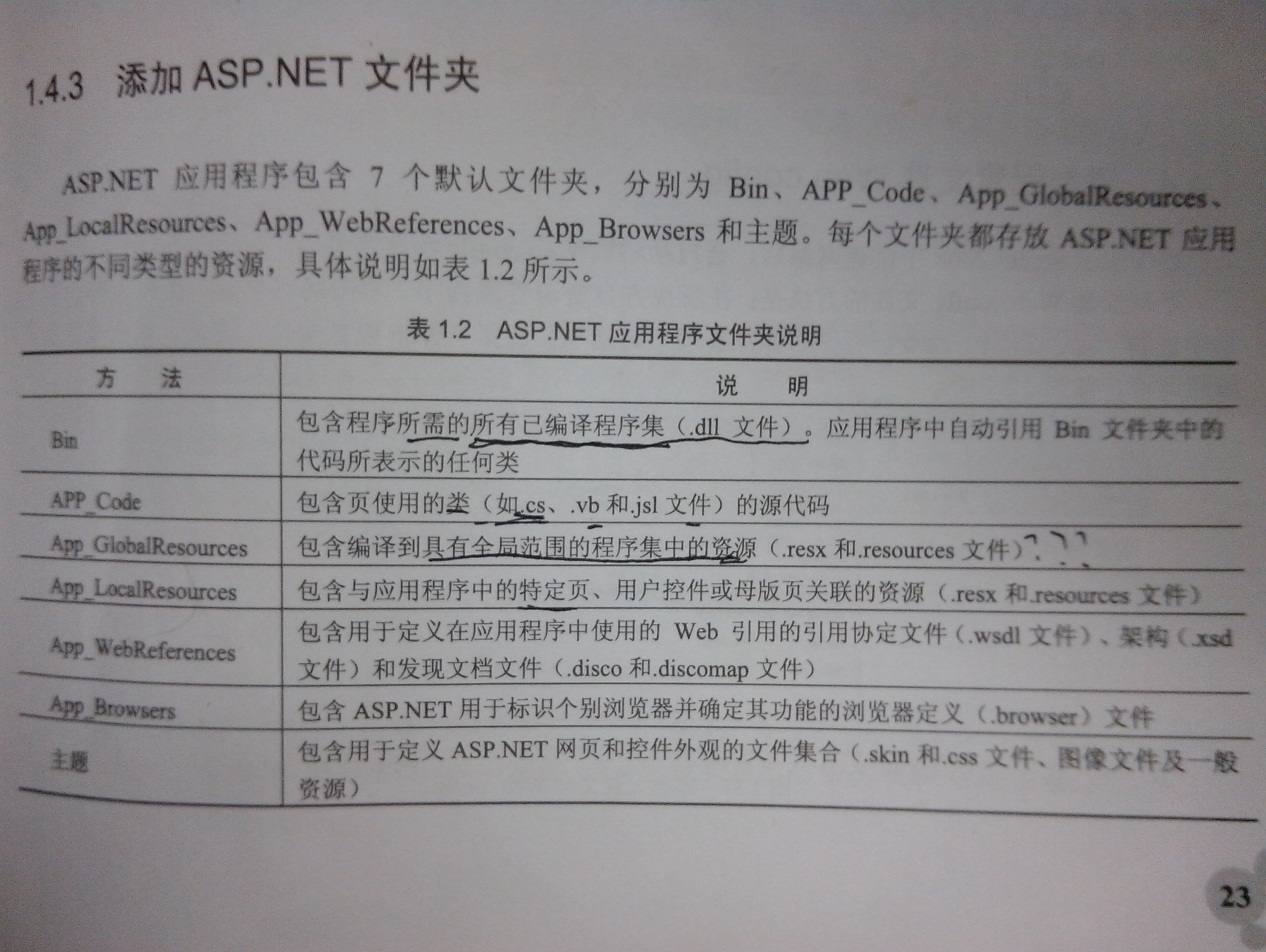 1.4.3 添加 ASP.NET 文件夹
ASP.NET 应用程序包含 7 个默认文件夹，分别为 Bin、APP_Code、App_GlobalResources、
App_LocalResources、App_WebReferences、App_Browsers 和主题。每个文件夹都存放 ASP.NET 应用
程序的不同类型的资源，具体说明如表 1.2 所示。
表 1.2 ASP.NET 应用程序文件夹说明
方 法 说 明
Bin
包含程序所需的所有已编译程序集（.dll 文件）。应用程序中自动引用 Bin 文件夹中的
代码所表示的任何类
APP_Code 包含页使用的类（如.cs、.vb 和.jsl 文件）的源代码
App_GlobalResources 包含编译到具有全局范围的程序集中的资源（.resx 和.resources 文件）???
App_LocalResources 包含与应用程序中的特定页、用户控件或母版页关联的资源（.resx 和.resources 文件）
App_WebReferences
包含用于定义在应用程序中使用的 Web 引用的引用协定文件（.wsdl 文件）、架构（.xsd
文件）和发现文档文件（.disco 和.discomap 文件）
App_Browsers 包含 ASP.NET 用于标识个别浏览器并确定其功能的浏览器定义（.browser）文件
主题
包含用于定义 ASP.NET 网页和控件外观的文件集合（.skin 和.css 文件、图像文件及一般
资源）
23